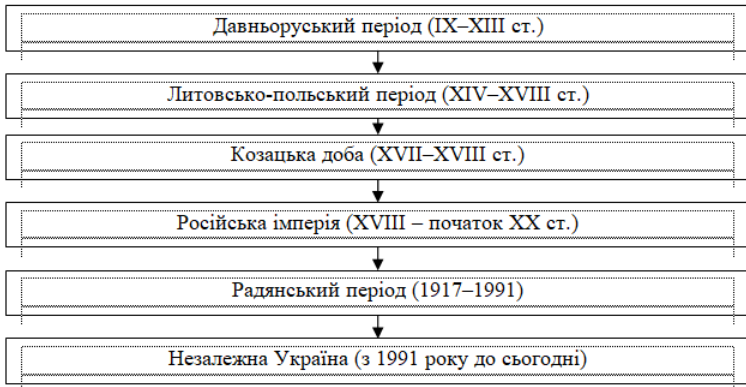 Давньоруський період (IX–XIII ст.)
Литовсько-польський період (XIV–XVIII ст.)
Козацька доба (XVII–XVIII ст.)
Російська імперія (XVIII – початок XX ст.)
Радянський період (1917–1991)
Незалежна Україна (з 1991 року до сьогодні)